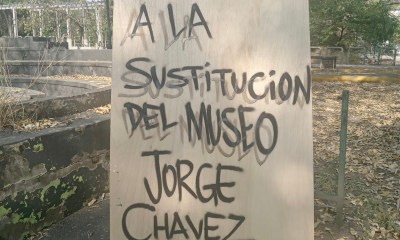 A LA
SUSTITUCION
DEL MUSEO
JORGE
CHAVEZ